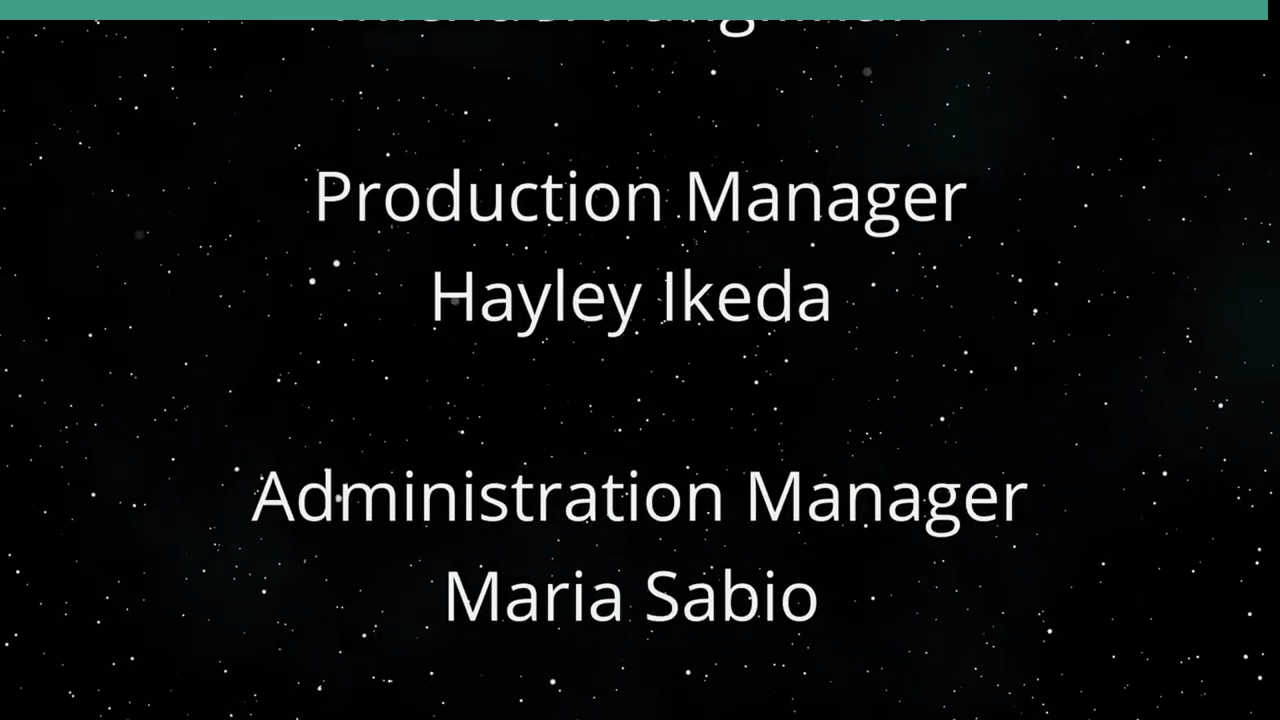 Production Manager
Hayley Ikeda
Administration Manager
Maria Sabio